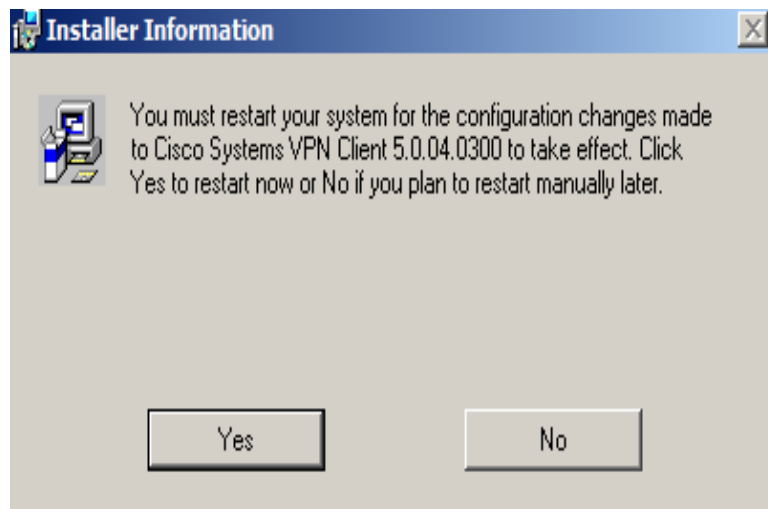 Installer Information
You must restart your system for the configuration changes made
to Cisco Systems VPN Client 5.0.04.0300 to take effect. Click
Yes to restart now or No if you plan to restart manually later.
Yes
No